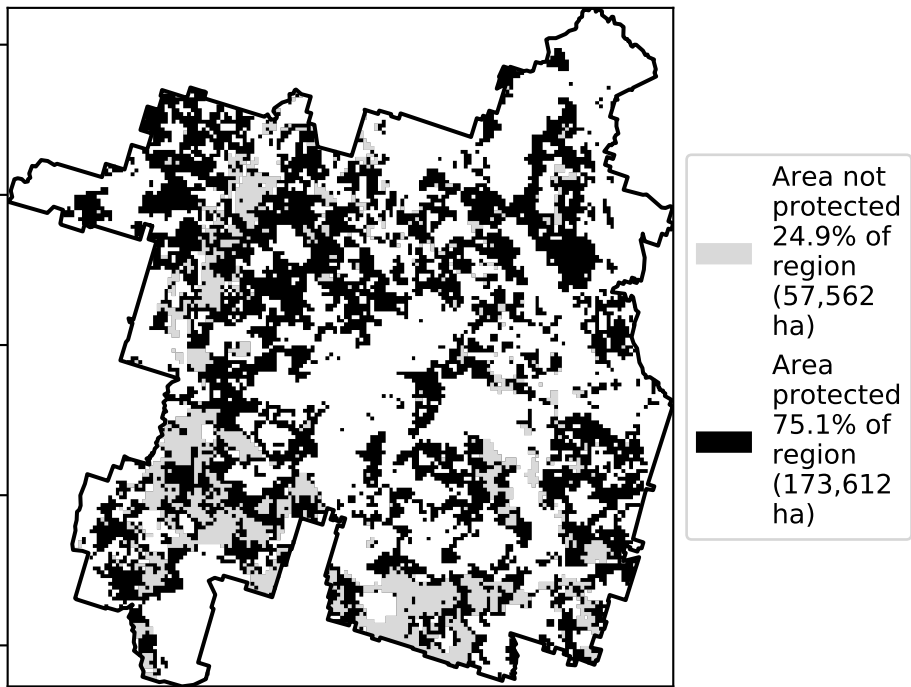 Area not
protected
24.9% of
region
(57,562
ha)
Area
protected
75.1% of
region
(173,612
ha)